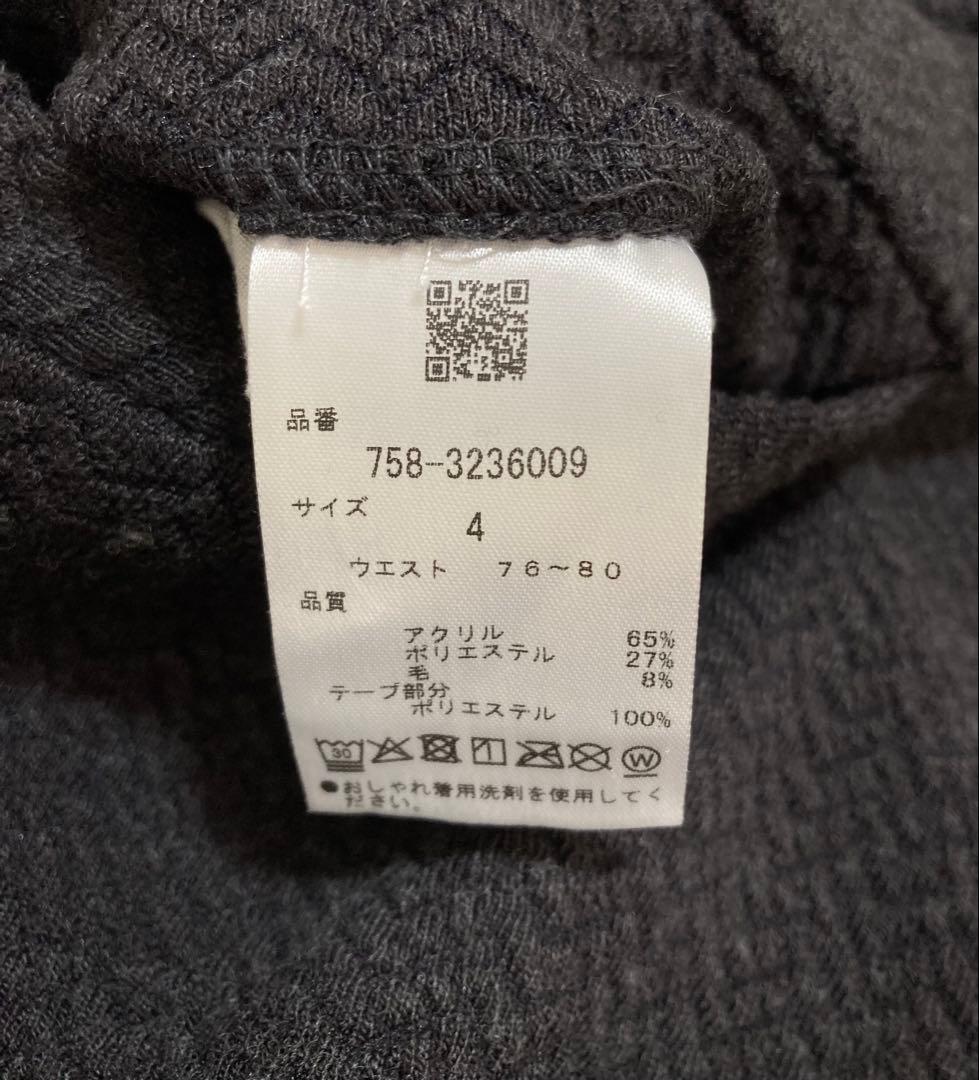 品番
758-3236009
サイズ
4
ウエスト 76～80
品質
アクリル 65%
ポリエステル 27%
毛 8%
テープ部分
ポリエステル 100%
30 W
●おしゃれ着用洗剤を使用してく
ださい。